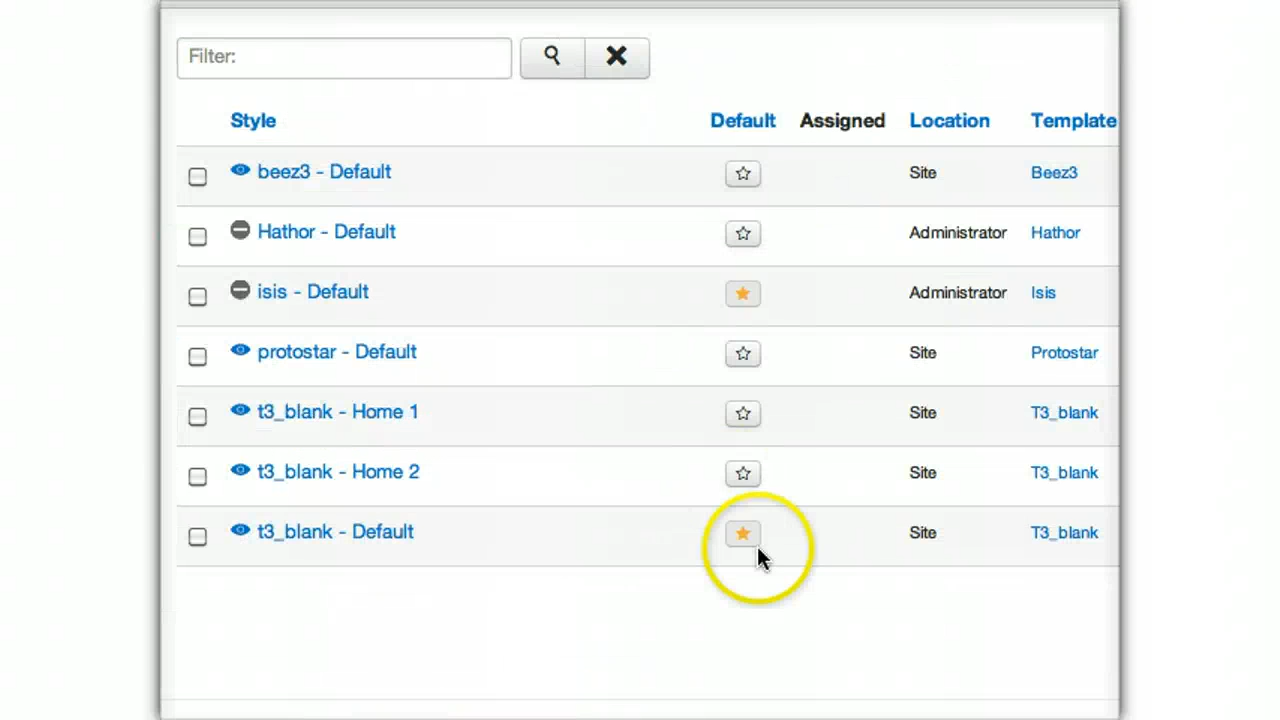 Filter:
Style Default Assigned Location Template
beez3 - Default Site Beez3
Hathor - Default Administrator Hathor
isis - Default Administrator Isis
protostar - Default Site Protostar
t3_blank - Home 1 Site T3_blank
t3_blank - Home 2 Site T3_blank
t3_blank - Default Site T3_blank